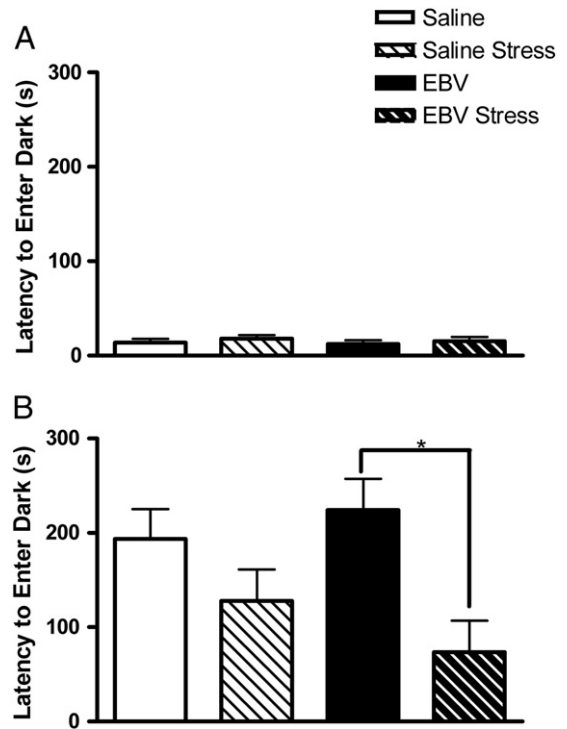 A
Saline
Saline Stress
EBV
EBV Stress
Latency to Enter Dark (s)
300
200
100
0
B
Latency to Enter Dark (s)
300
200
100
0
*